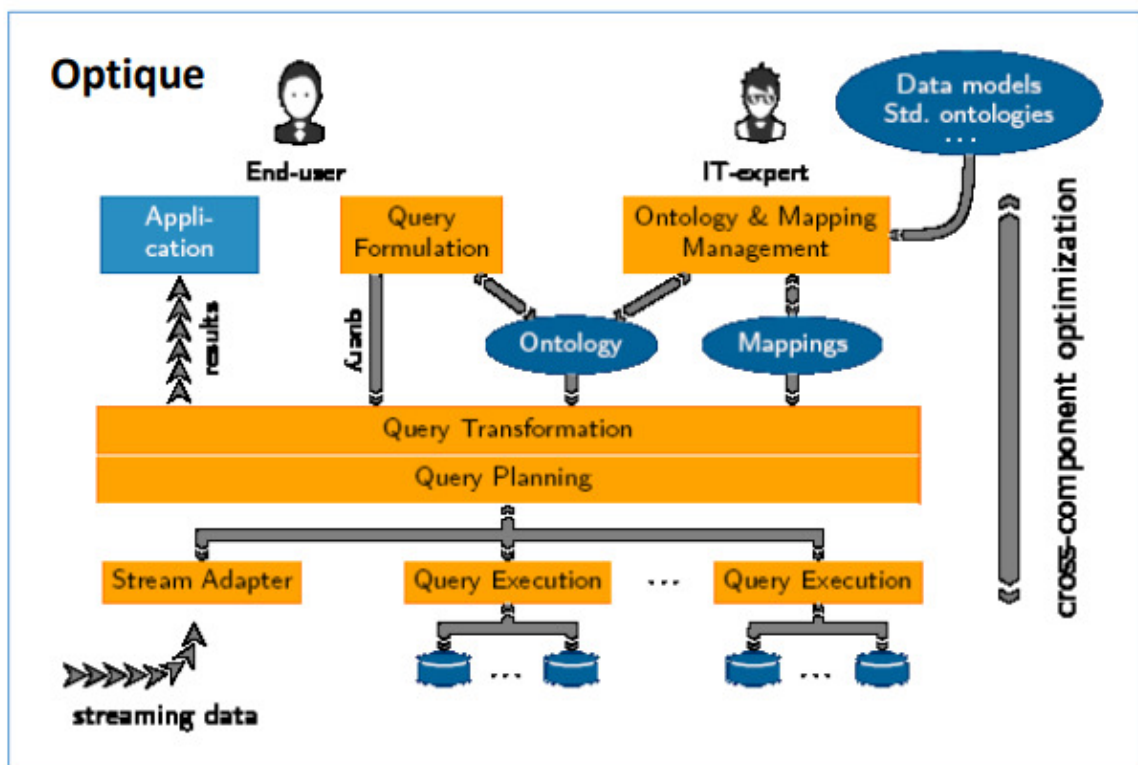 Optique
End-user
IT-expert
Data models
Std. ontologies
...
Appli-
cation
Query
Formulation
Ontology & Mapping
Management
results
query
Ontology
Mappings
cross-component optimization
Query Transformation
Query Planning
Stream Adapter
Query Execution
...
Query Execution
...
...
streaming data